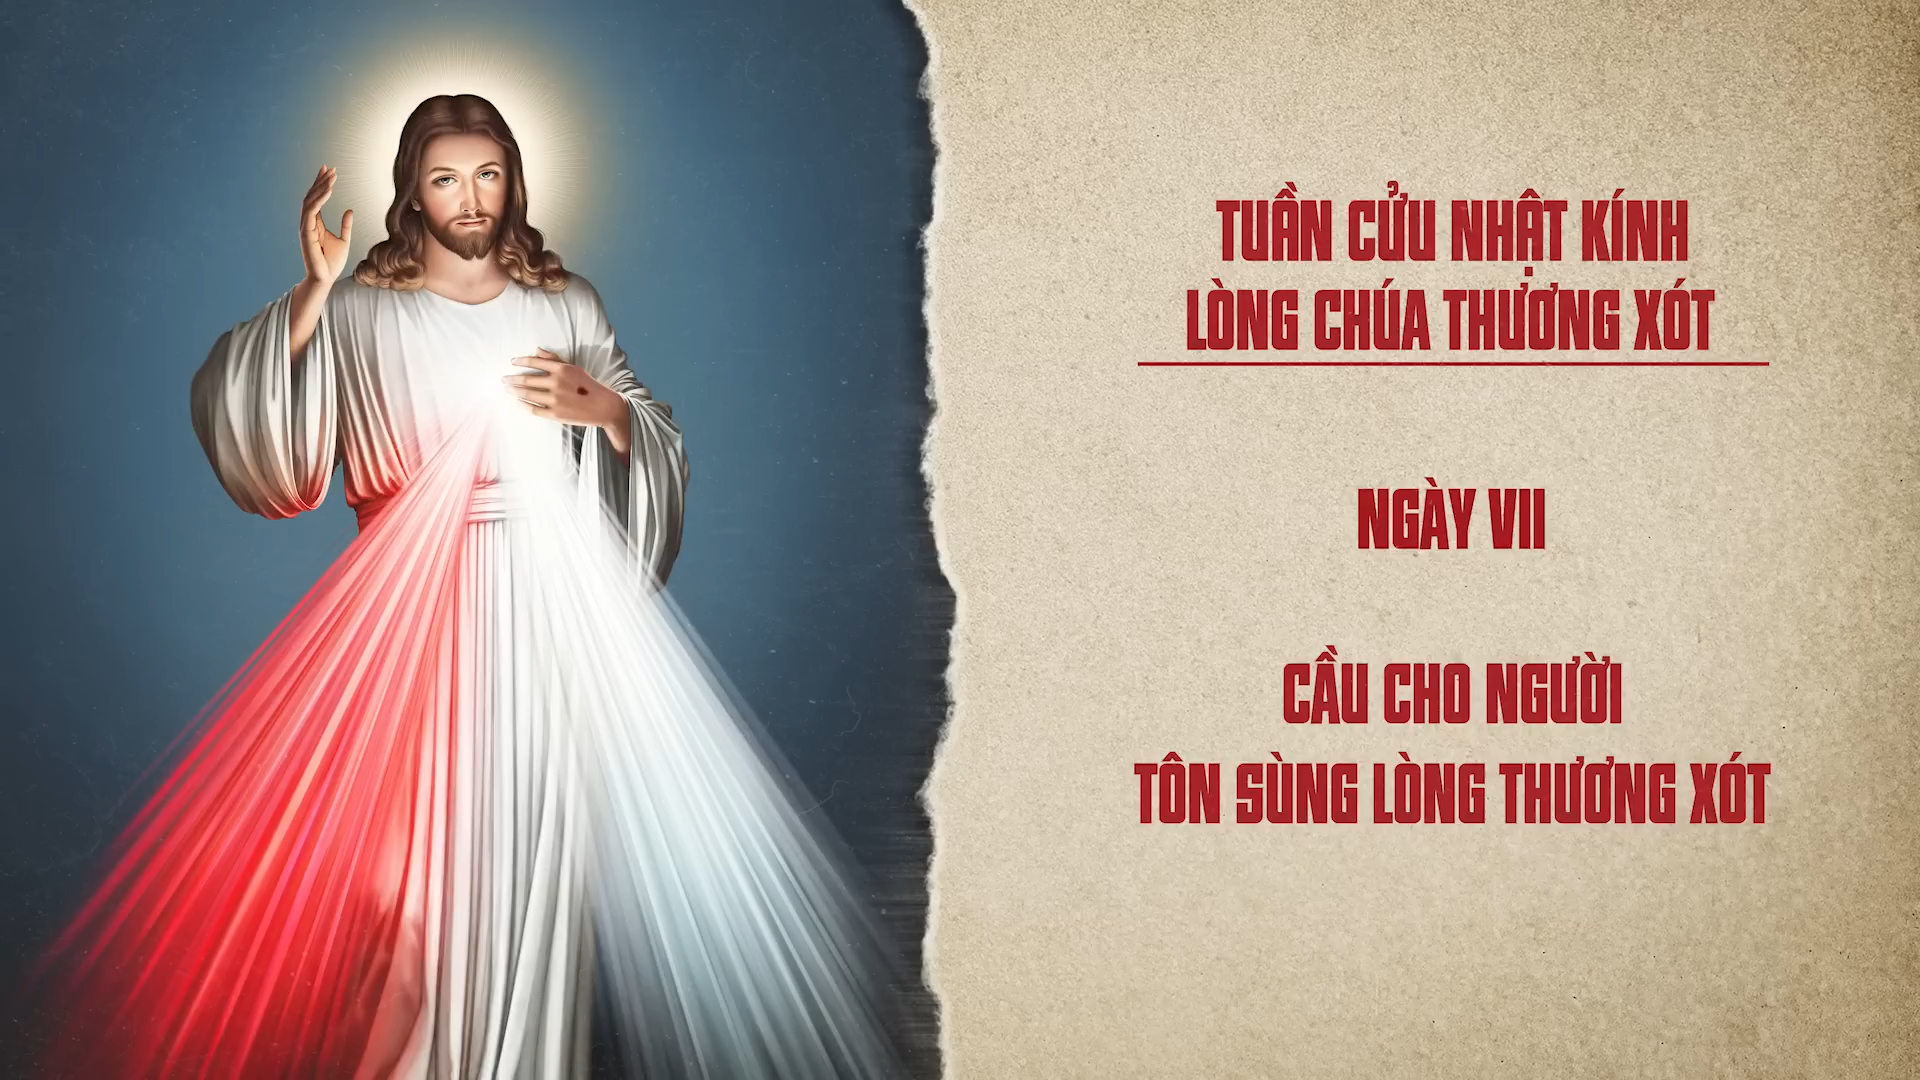 TUẦN CỬU NHẬT KÍNH
LÒNG CHÚA THƯƠNG XÓT
NGÀY VII
CẦU CHO NGƯỜI
TÔN SÙNG LÒNG THƯƠNG XÓT